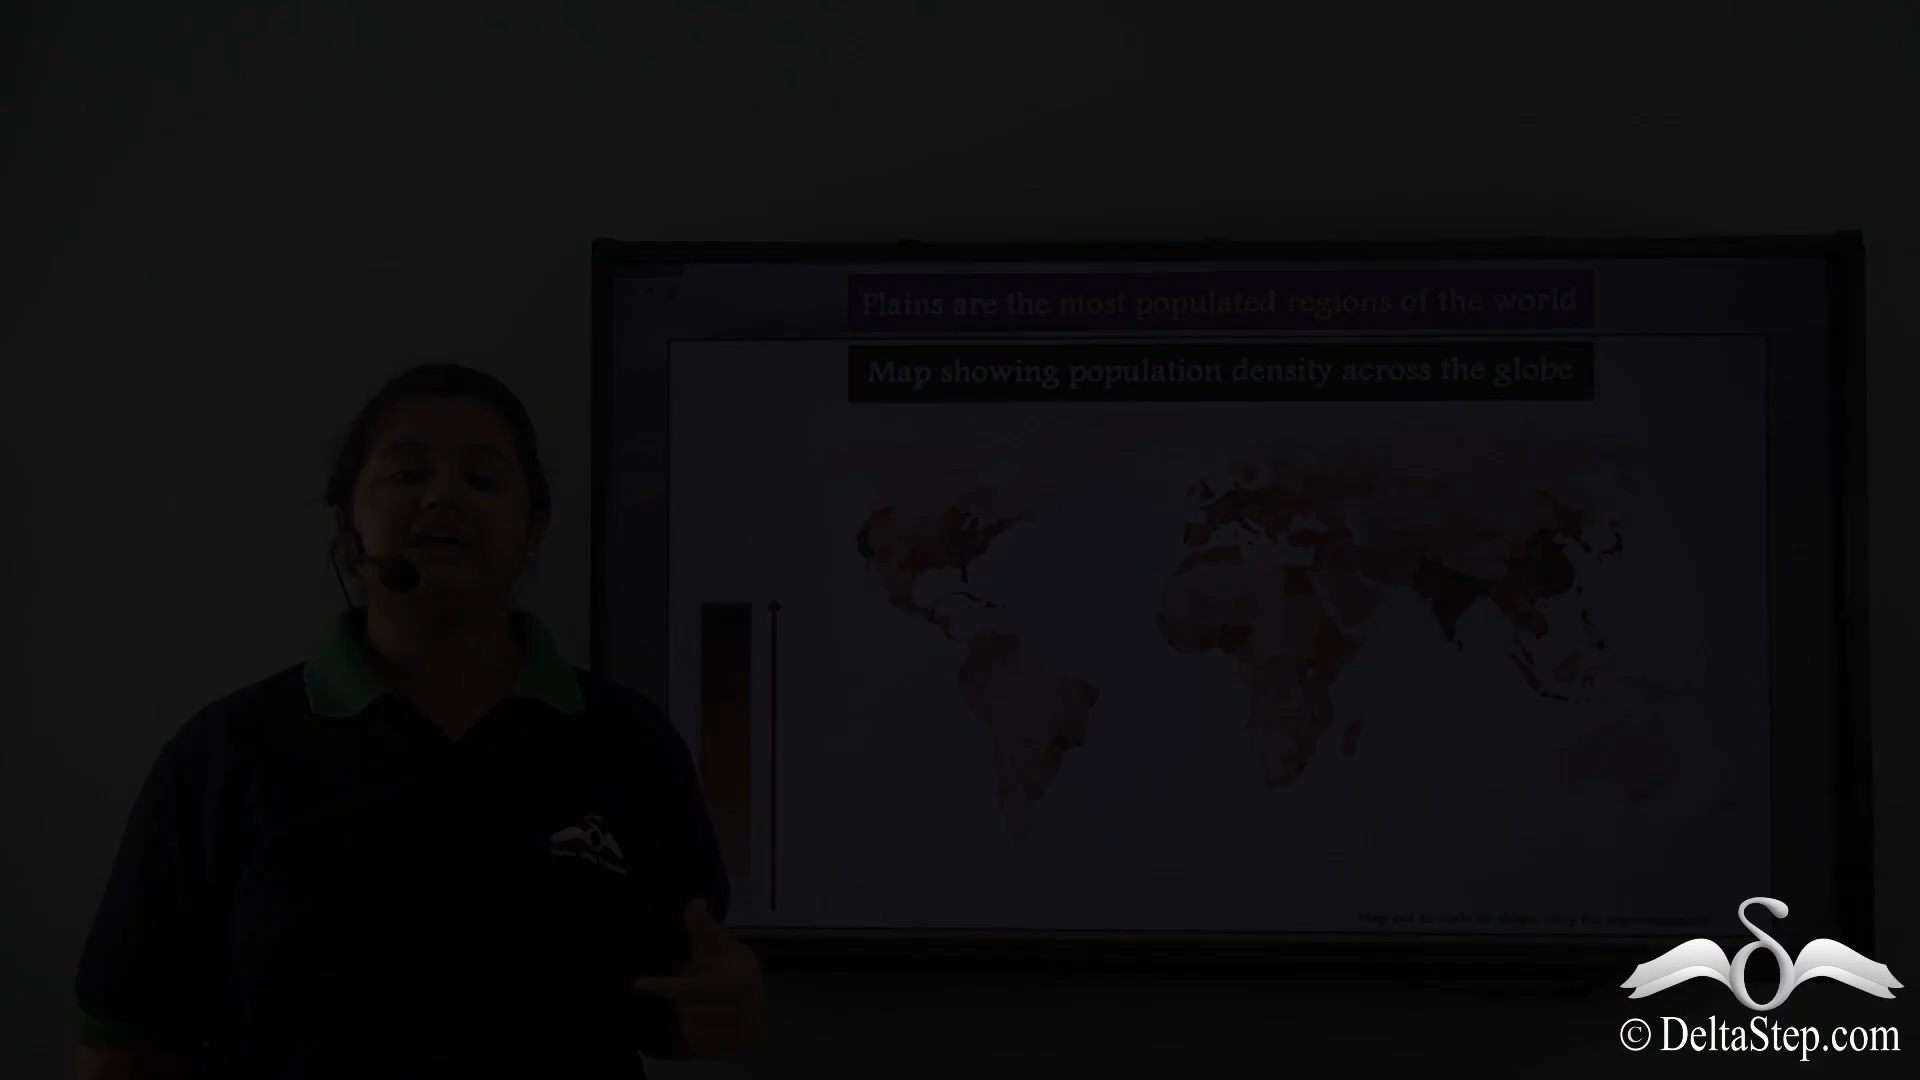 Plains are the most populated regions of the world
Map showing population density across the globe
© DeltaStep.com